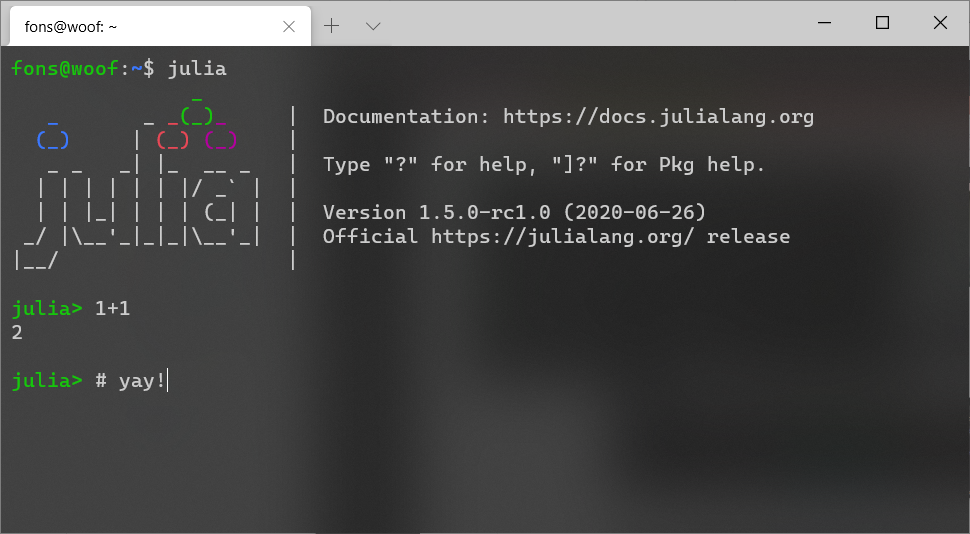 fons@woof: ~
fons@woof:~$ julia
               _
   _       _ _(_)_     |  Documentation: https://docs.julialang.org
  (_)     | (_) (_)    |
   _ _   _| |_  __ _   |  Type "?" for help, "]?" for Pkg help.
  | | | | | | |/ _` |  |
  | | |_| | | | (_| |  |  Version 1.5.0-rc1.0 (2020-06-26)
 _/ |\__'_|_|_|\__'_|  |  Official https://julialang.org/ release
|__/                   |
julia> 1+1
2
julia> # yay!